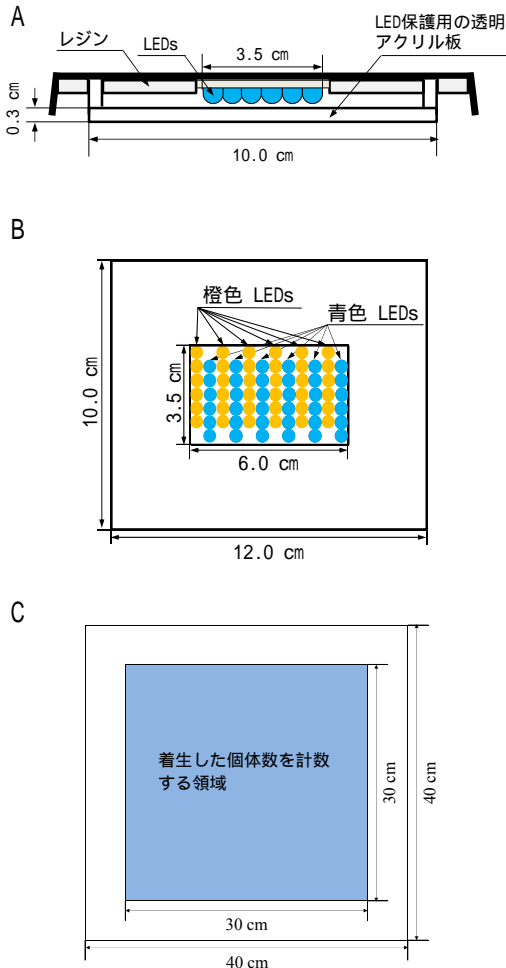 A
レジン
LEDs
3.5 cm
LED保護用の透明
アクリル板
0.3 cm
10.0 cm
B
橙色 LEDs
青色 LEDs
10.0 cm
3.5 cm
6.0 cm
12.0 cm
C
着生した個体数を計数
する領域
30 cm
40 cm
30 cm
40 cm